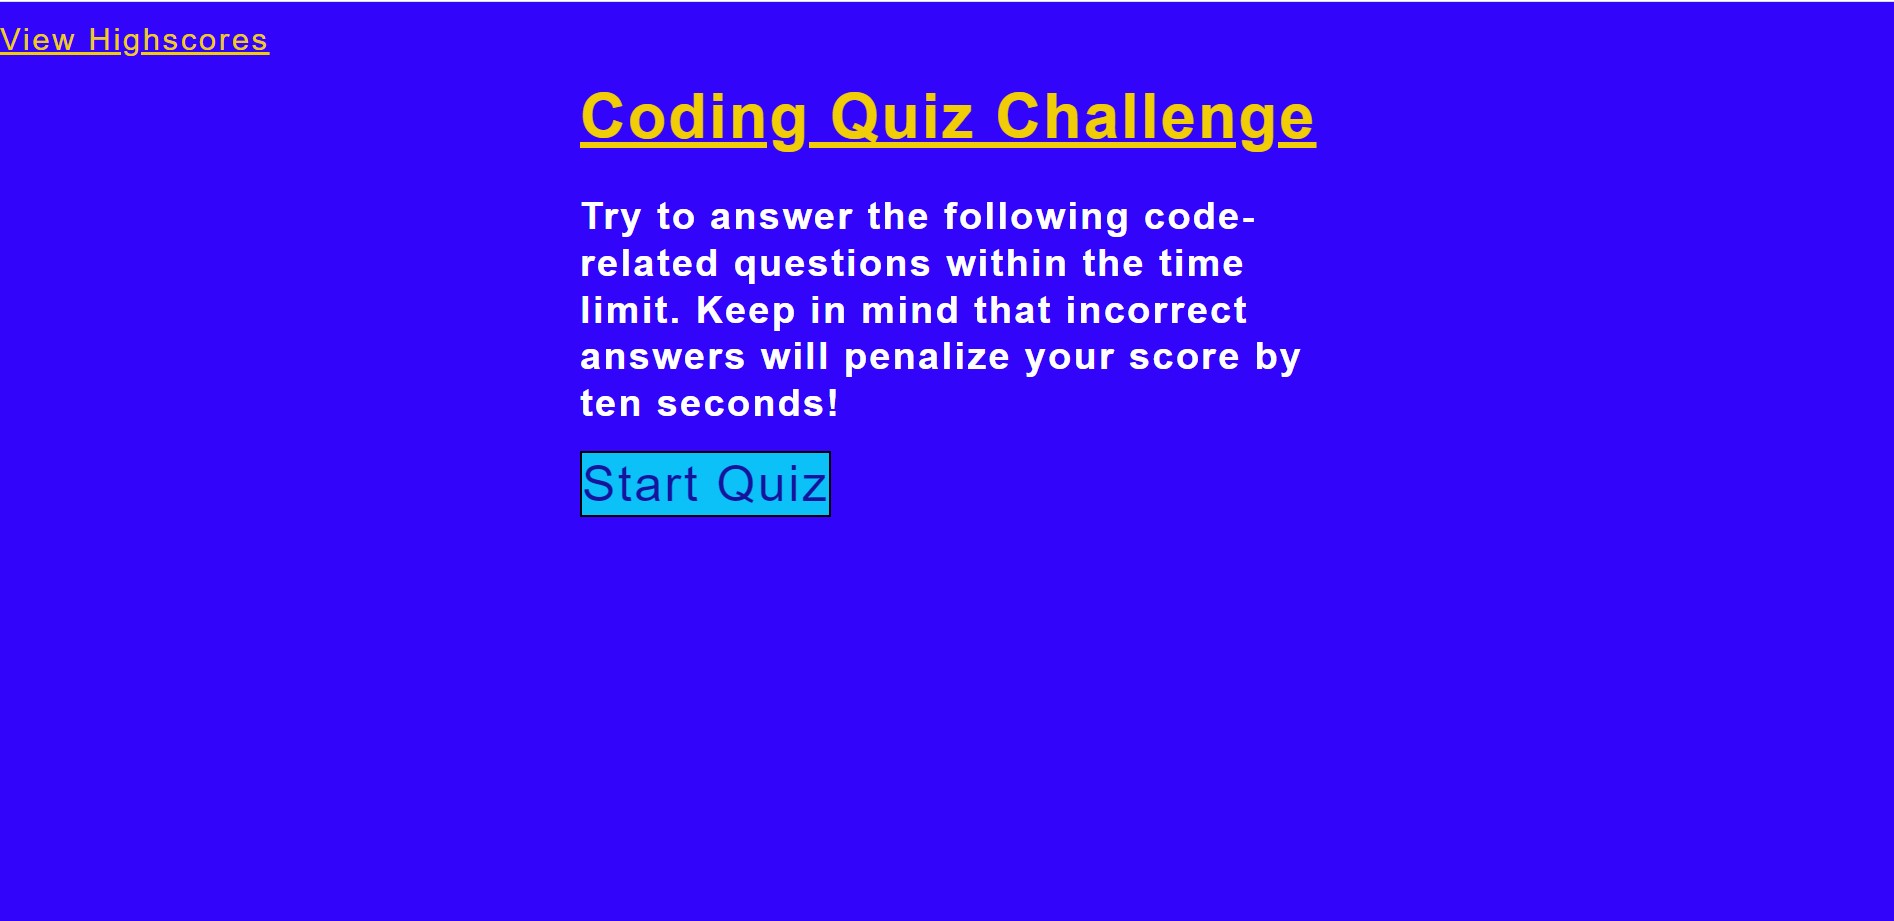 View Highscores
Coding Quiz Challenge
Try to answer the following code-
related questions within the time
limit. Keep in mind that incorrect
answers will penalize your score by
ten seconds!
Start Quiz